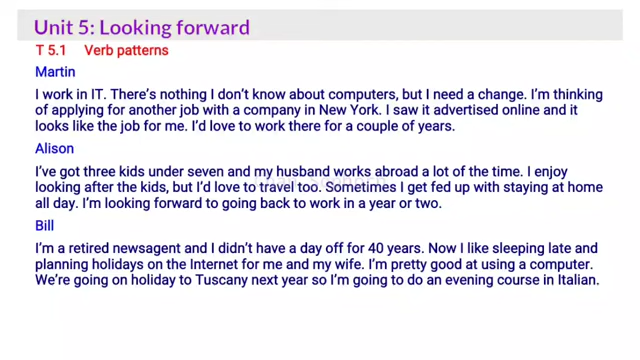 Unit 5: Looking forward
T 5.1 Verb patterns
Martin
I work in IT. There's nothing I don't know about computers, but I need a change. I'm thinking
of applying for another job with a company in New York. I saw it advertised online and it
looks like the job for me. I'd love to work there for a couple of years.
Alison
I've got three kids under seven and my husband works abroad a lot of the time. I enjoy
looking after the kids, but I'd love to travel too. Sometimes I get fed up with staying at home
all day. I'm looking forward to going back to work in a year or two.
Bill
I'm a retired newsagent and I didn't have a day off for 40 years. Now I like sleeping late and
planning holidays on the Internet for me and my wife. I'm pretty good at using a computer.
We're going on holiday to Tuscany next year so I'm going to do an evening course in Italian.